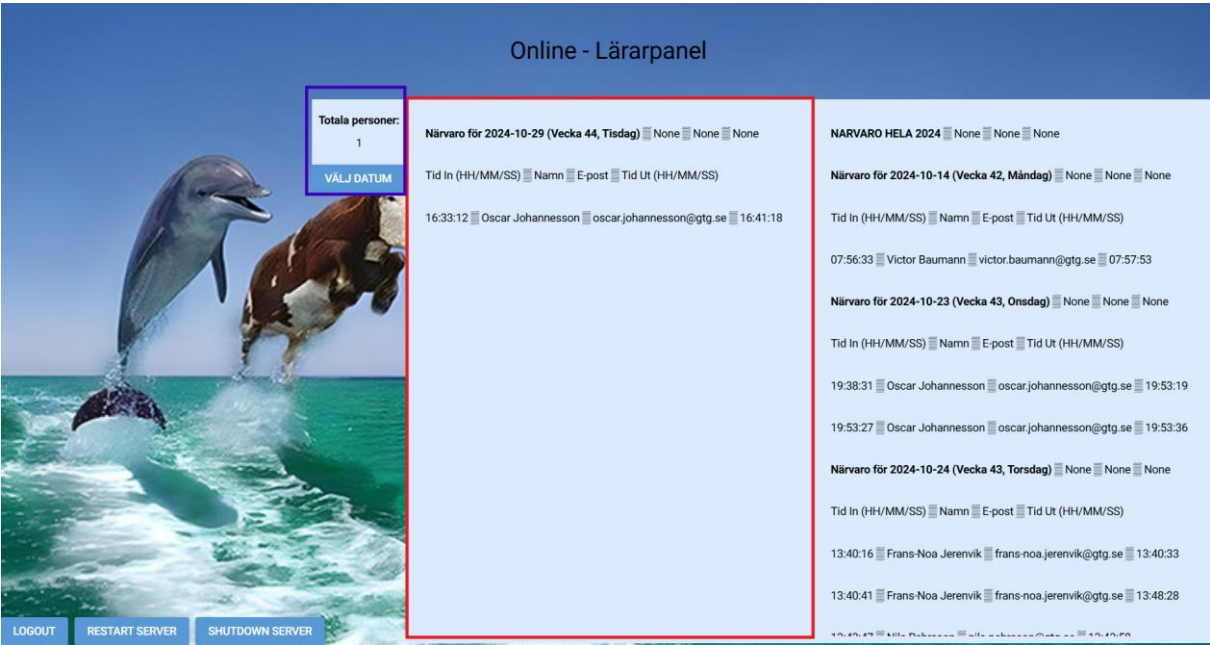 Online - Lärarpanel
Totala personer:
1
VÄLJ DATUM
Närvaro för 2024-10-29 (Vecka 44, Tisdag) ▒ None ▒ None ▒ None
Tid In (HH/MM/SS) ▒ Namn ▒ E-post ▒ Tid Ut (HH/MM/SS)
16:33:12 ▒ Oscar Johannesson ▒ oscar.johannesson@gtg.se ▒ 16:41:18
NARVARO HELA 2024 ▒ None ▒ None ▒ None
Närvaro för 2024-10-14 (Vecka 42, Måndag) ▒ None ▒ None ▒ None
Tid In (HH/MM/SS) ▒ Namn ▒ E-post ▒ Tid Ut (HH/MM/SS)
07:56:33 ▒ Victor Baumann ▒ victor.baumann@gtg.se ▒ 07:57:53
Närvaro för 2024-10-23 (Vecka 43, Onsdag) ▒ None ▒ None ▒ None
Tid In (HH/MM/SS) ▒ Namn ▒ E-post ▒ Tid Ut (HH/MM/SS)
19:38:31 ▒ Oscar Johannesson ▒ oscar.johannesson@gtg.se ▒ 19:53:19
19:53:27 ▒ Oscar Johannesson ▒ oscar.johannesson@gtg.se ▒ 19:53:36
Närvaro för 2024-10-24 (Vecka 43, Torsdag) ▒ None ▒ None ▒ None
Tid In (HH/MM/SS) ▒ Namn ▒ E-post ▒ Tid Ut (HH/MM/SS)
13:40:16 ▒ Frans-Noa Jerenvik ▒ frans-noa.jerenvik@gtg.se ▒ 13:40:33
13:40:41 ▒ Frans-Noa Jerenvik ▒ frans-noa.jerenvik@gtg.se ▒ 13:48:28
LOGOUT
RESTART SERVER
SHUTDOWN SERVER